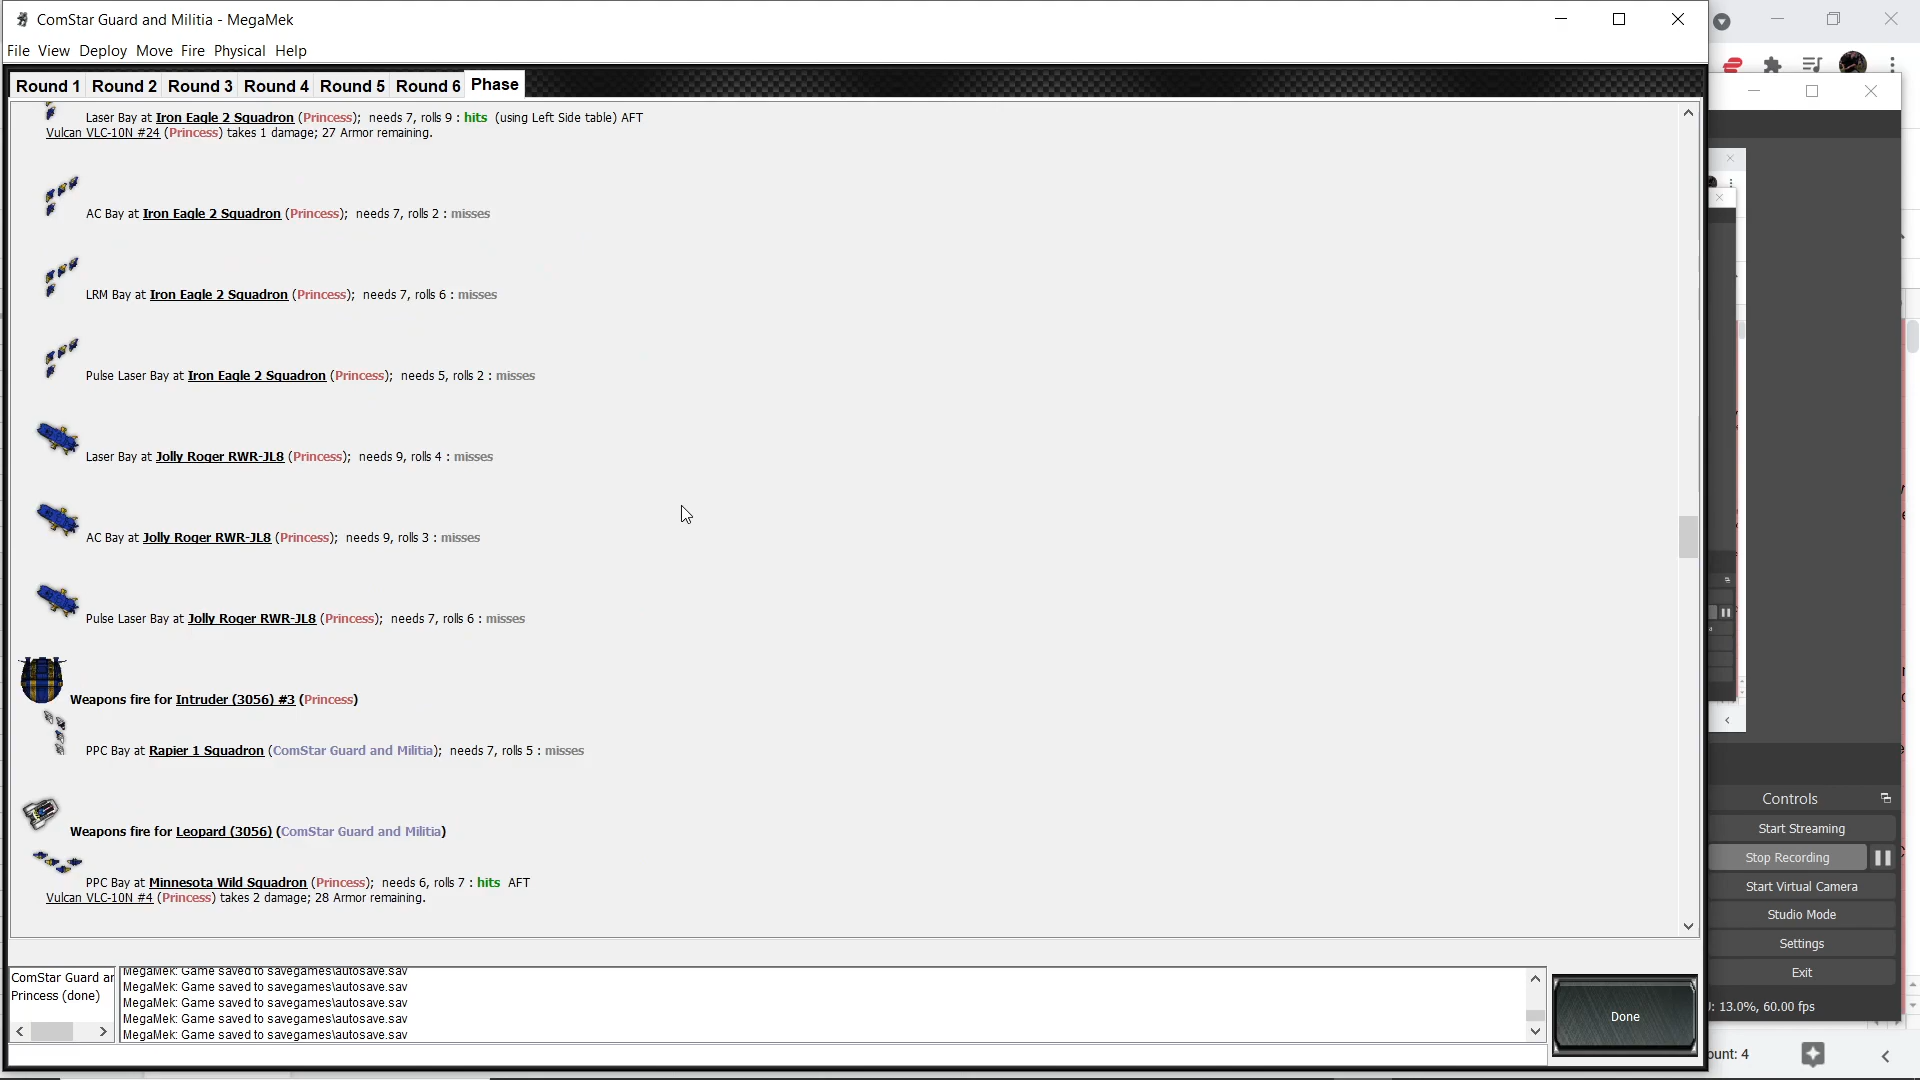 ComStar Guard and Militia - MegaMek
File View Deploy Move Fire Physical Help
Round 1 Round 2 Round 3 Round 4 Round 5 Round 6 Phase
Laser Bay at Iron Eagle 2 Squadron (Princess); needs 7, rolls 9 : hits (using Left Side table) AFT
Vulcan VLC-10N #24 (Princess) takes 1 damage; 27 Armor remaining.
AC Bay at Iron Eagle 2 Squadron (Princess); needs 7, rolls 2 : misses
LRM Bay at Iron Eagle 2 Squadron (Princess); needs 7, rolls 6 : misses
Pulse Laser Bay at Iron Eagle 2 Squadron (Princess); needs 5, rolls 2 : misses
Laser Bay at Jolly Roger RWR-JL8 (Princess); needs 9, rolls 4 : misses
AC Bay at Jolly Roger RWR-JL8 (Princess); needs 9, rolls 3 : misses
Pulse Laser Bay at Jolly Roger RWR-JL8 (Princess); needs 7, rolls 6 : misses
Weapons fire for Intruder (3056) #3 (Princess)
PPC Bay at Rapier 1 Squadron (ComStar Guard and Militia); needs 7, rolls 5 : misses
Weapons fire for Leopard (3056) (ComStar Guard and Militia)
PPC Bay at Minnesota Wild Squadron (Princess); needs 6, rolls 7 : hits AFT
Vulcan VLC-10N #4 (Princess) takes 2 damage; 28 Armor remaining.
ComStar Guard ar
Princess (done)
MegaMek: Game saved to savegames\autosave.sav
MegaMek: Game saved to savegames\autosave.sav
MegaMek: Game saved to savegames\autosave.sav
MegaMek: Game saved to savegames\autosave.sav
MegaMek: Game saved to savegames\autosave.sav
Done
Controls
Start Streaming
Stop Recording
Start Virtual Camera
Studio Mode
Settings
Exit
: 13.0%, 60.00 fps
ount: 4